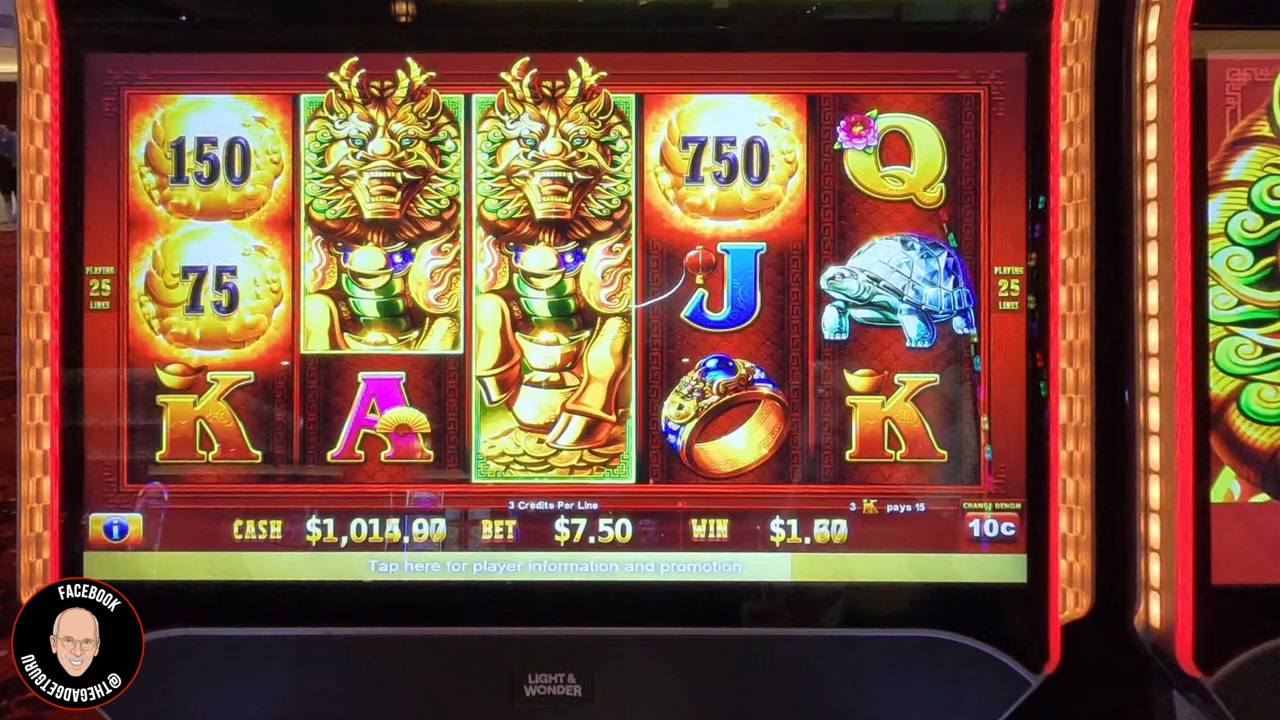 150
750
Q
75
J
PLAYING
25
LINES
PLAYING
25
LINES
K
A
K
3 Credits Per Line
3 K pays 15
CHANGE DENOM
i
CASH
BET $7.50
WIN
10¢
Tap here for player information and promotion
FACEBOOK
@THEGADGETGURU
LIGHT &
WONDER